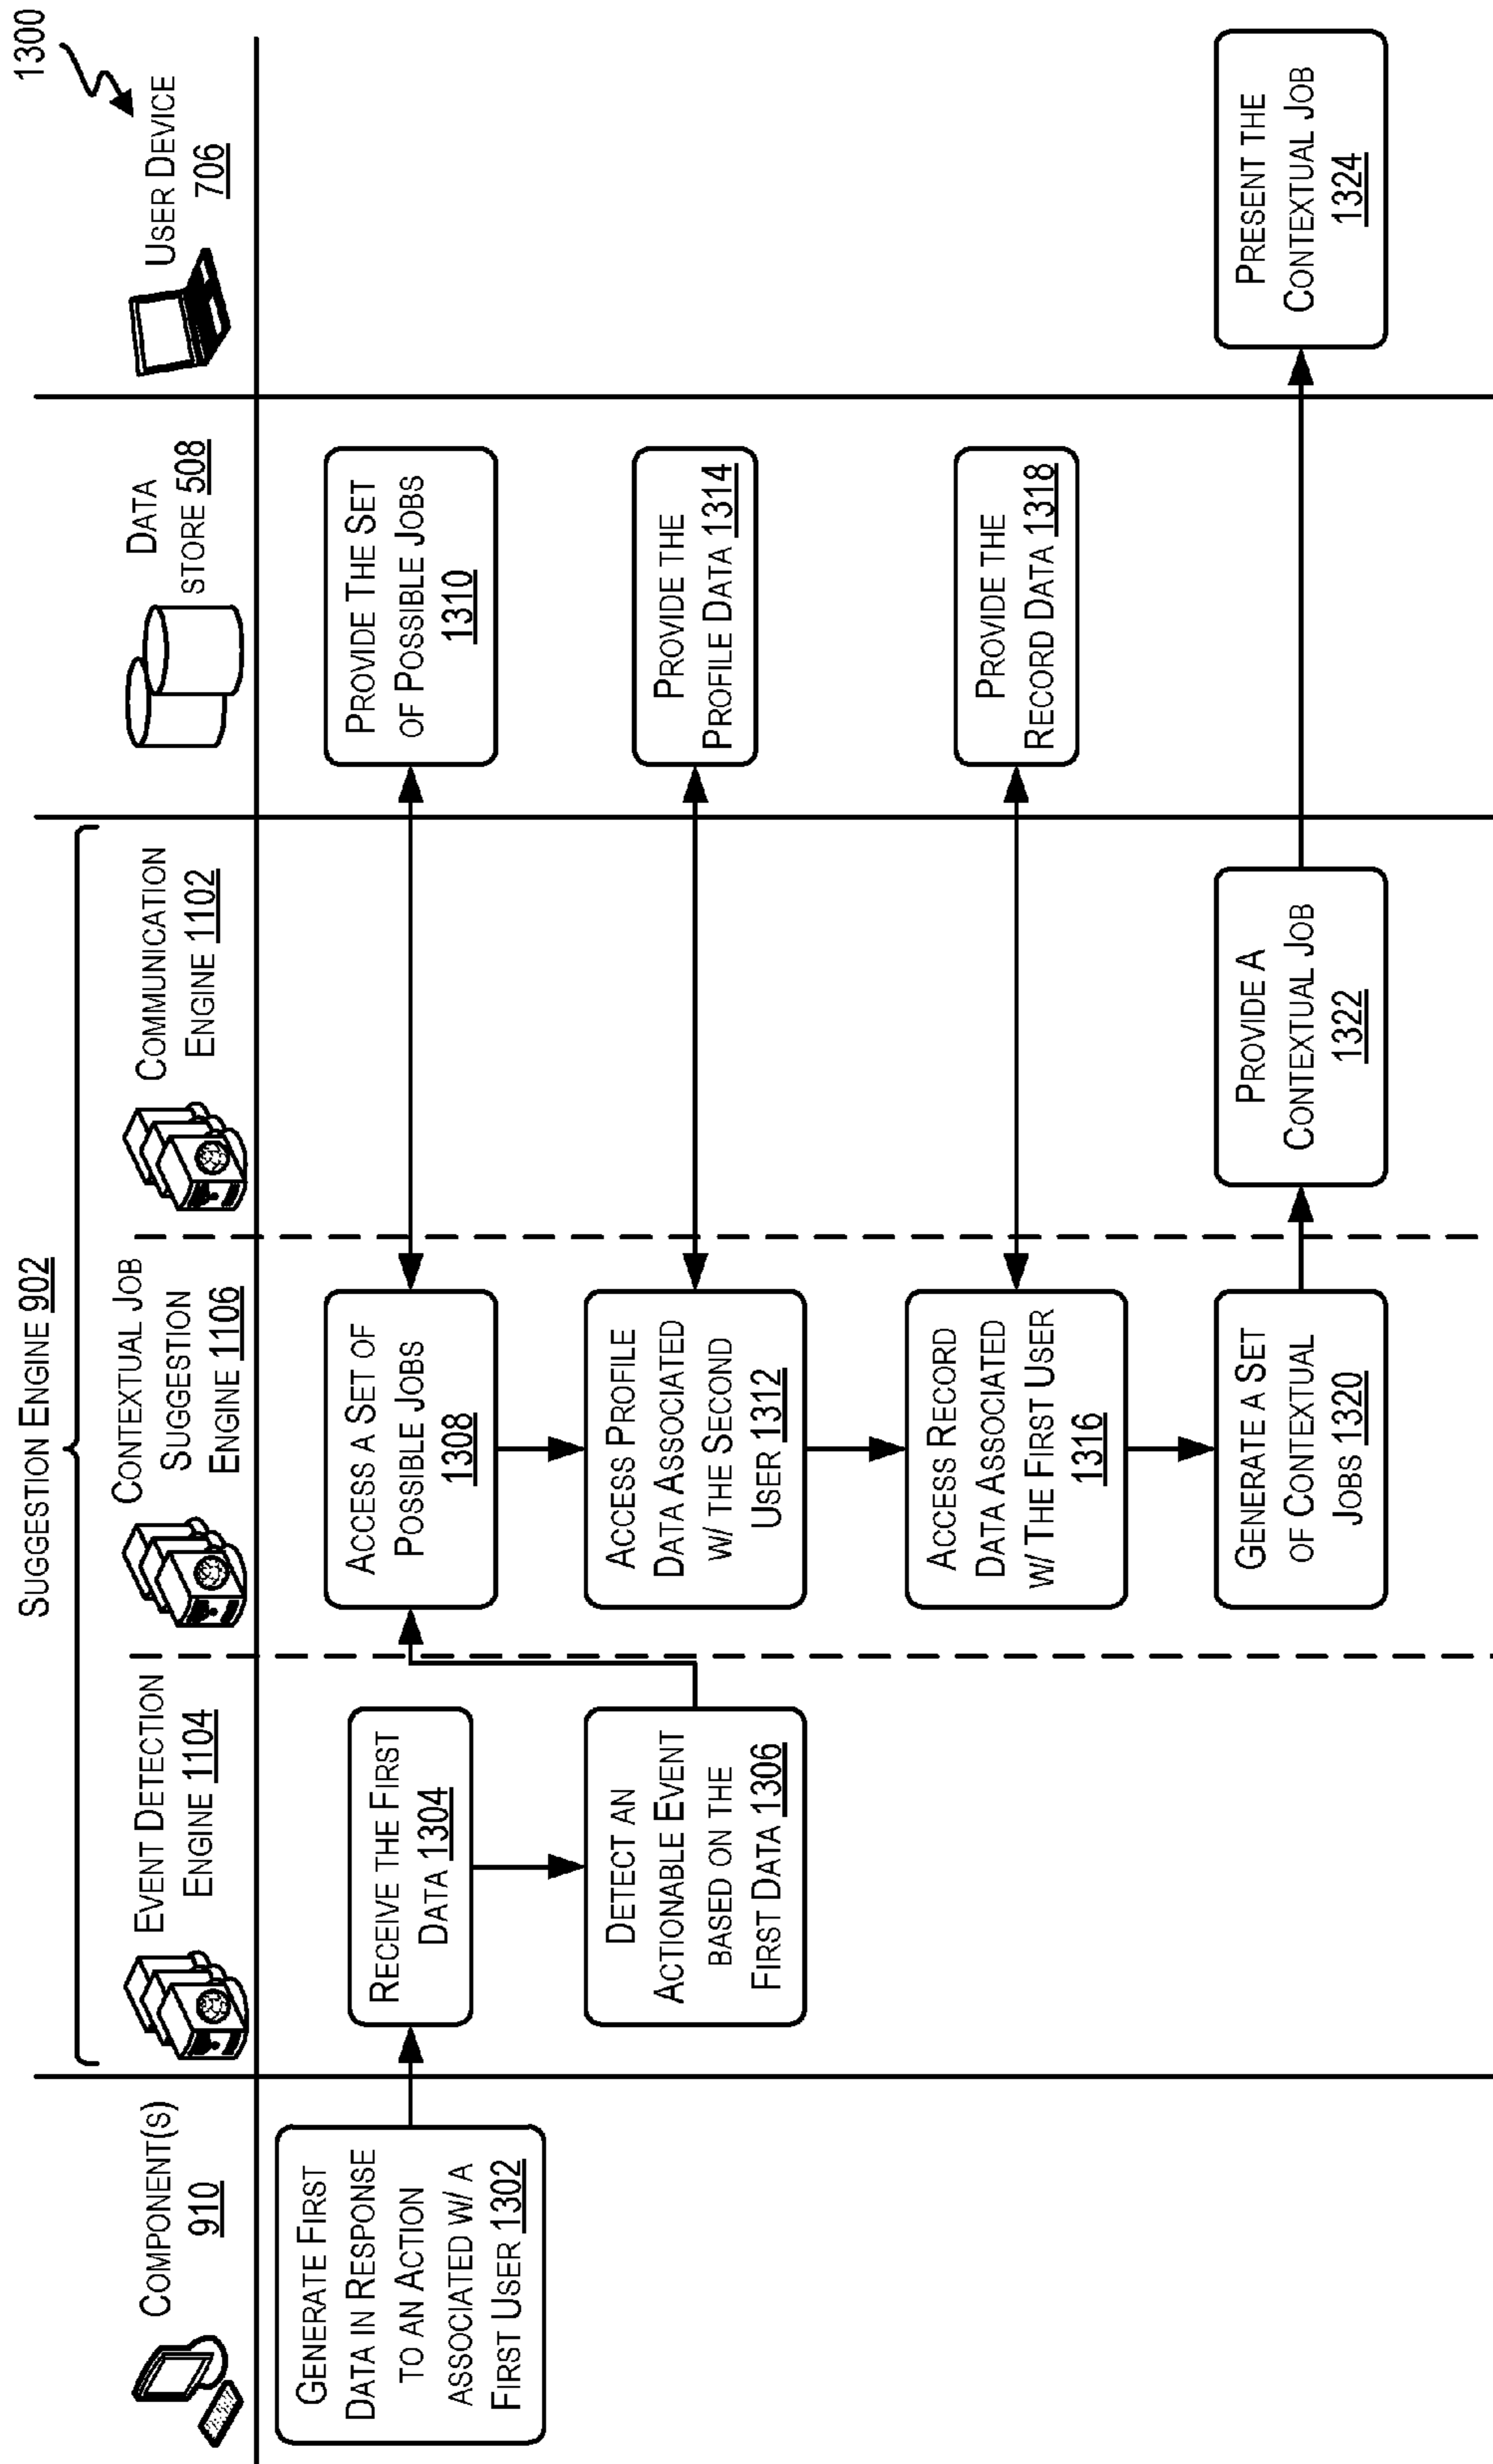 1300
SUGGESTION ENGINE 902
COMPONENT(S)
910
EVENT DETECTION
ENGINE 1104
CONTEXTUAL JOB
SUGGESTION
ENGINE 1106
COMMUNICATION
ENGINE 1102
DATA
STORE 508
USER DEVICE
706
GENERATE FIRST
DATA IN RESPONSE
TO AN ACTION
ASSOCIATED W/ A
FIRST USER 1302
RECEIVE THE FIRST
DATA 1304
DETECT AN
ACTIONABLE EVENT
BASED ON THE
FIRST DATA 1306
ACCESS A SET OF
POSSIBLE JOBS
1308
PROVIDE THE SET
OF POSSIBLE JOBS
1310
ACCESS PROFILE
DATA ASSOCIATED
W/ THE SECOND
USER 1312
PROVIDE THE
PROFILE DATA 1314
ACCESS RECORD
DATA ASSOCIATED
W/ THE FIRST USER
1316
PROVIDE THE
RECORD DATA 1318
GENERATE A SET
OF CONTEXTUAL
JOBS 1320
PROVIDE A
CONTEXTUAL JOB
1322
PRESENT THE
CONTEXTUAL JOB
1324